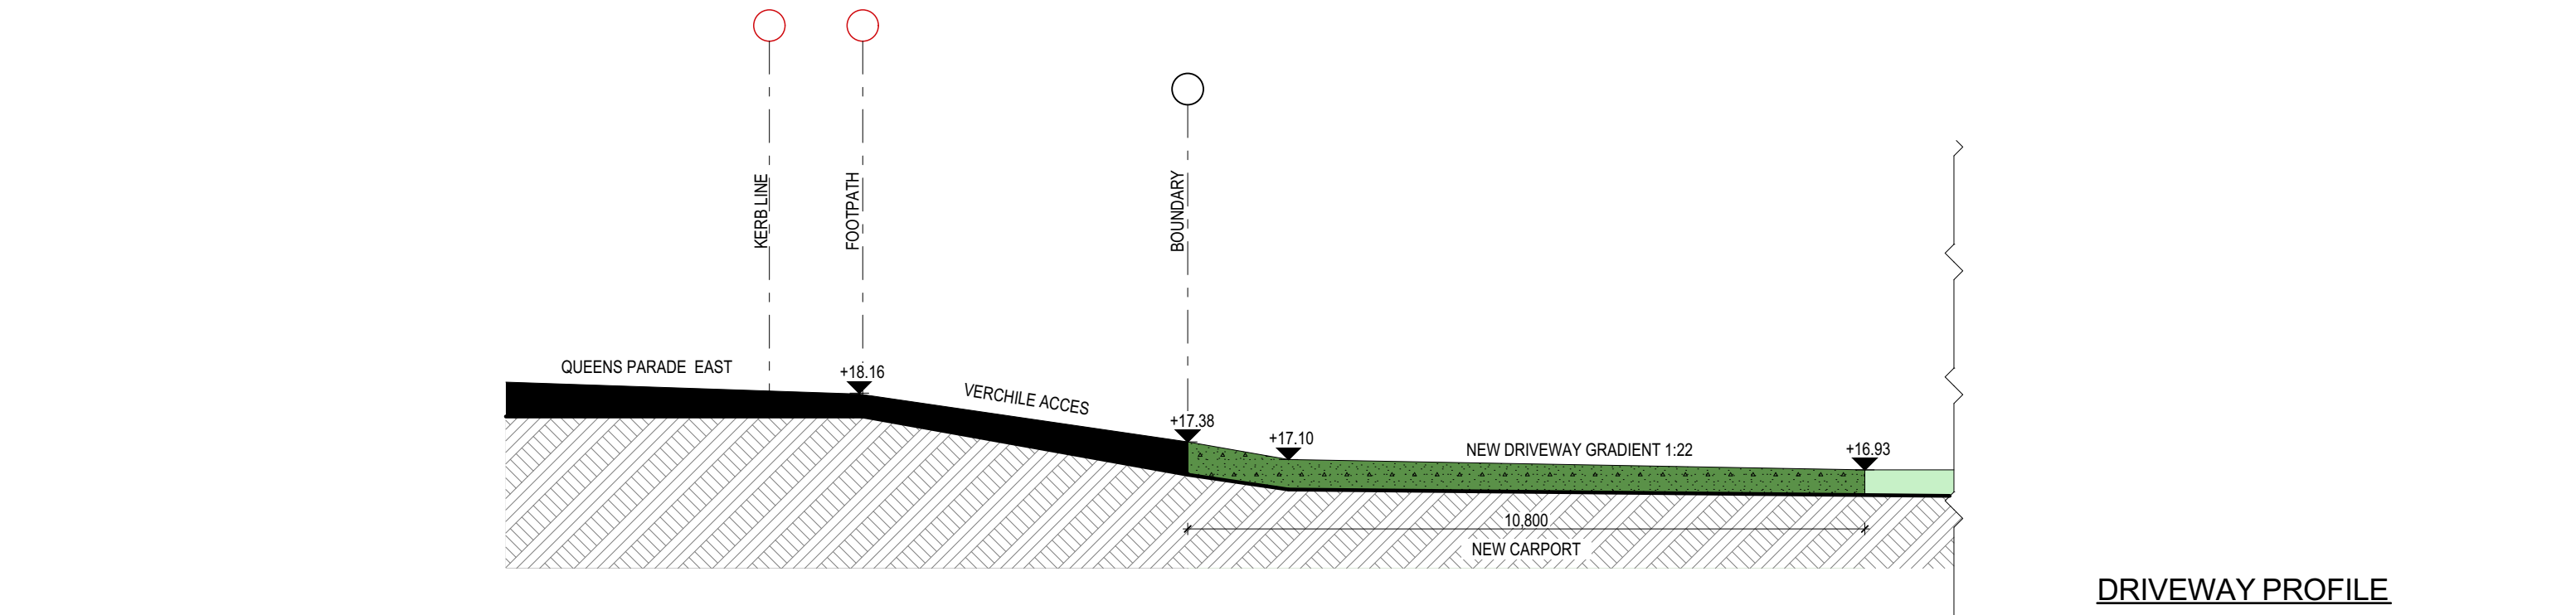 KERB LINE
FOOTPATH
BOUNDARY
QUEENS PARADE EAST
+18.16
VERCHILE ACCES
+17.38
+17.10
NEW DRIVEWAY GRADIENT 1:22
+16.93
10,800
NEW CARPORT
DRIVEWAY PROFILE